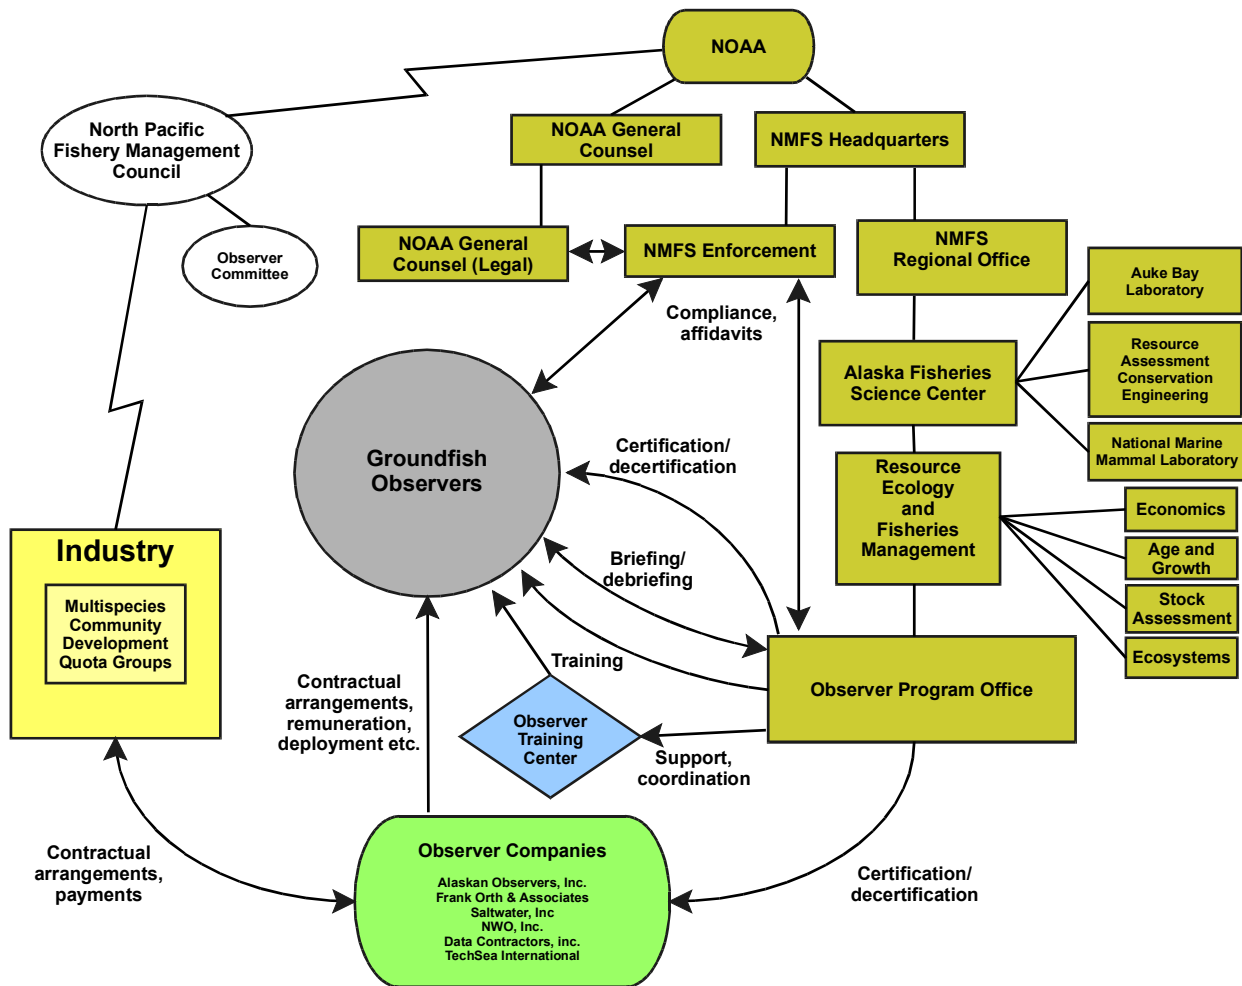 NOAA
North Pacific
Fishery Management
Council
NOAA General
Counsel
NMFS Headquarters
Observer
Committee
NOAA General
Counsel (Legal)
NMFS Enforcement
NMFS
Regional Office
Auke Bay
Laboratory
Compliance,
affidavits
Resource
Assessment
Conservation
Engineering
Alaska Fisheries
Science Center
National Marine
Mammal Laboratory
Groundfish
Observers
Certification/
decertification
Resource
Ecology
and
Fisheries
Management
Economics
Age and
Growth
Stock
Assessment
Ecosystems
Industry
Multispecies
Community
Development
Quota Groups
Briefing/
debriefing
Training
Observer Program Office
Contractual
arrangements,
remuneration,
deployment etc.
Observer
Training
Center
Support,
coordination
Contractual
arrangements,
payments
Observer Companies
Alaskan Observers, Inc.
Frank Orth & Associates
Saltwater, Inc
NWO, Inc.
Data Contractors, inc.
TechSea International
Certification/
decertification